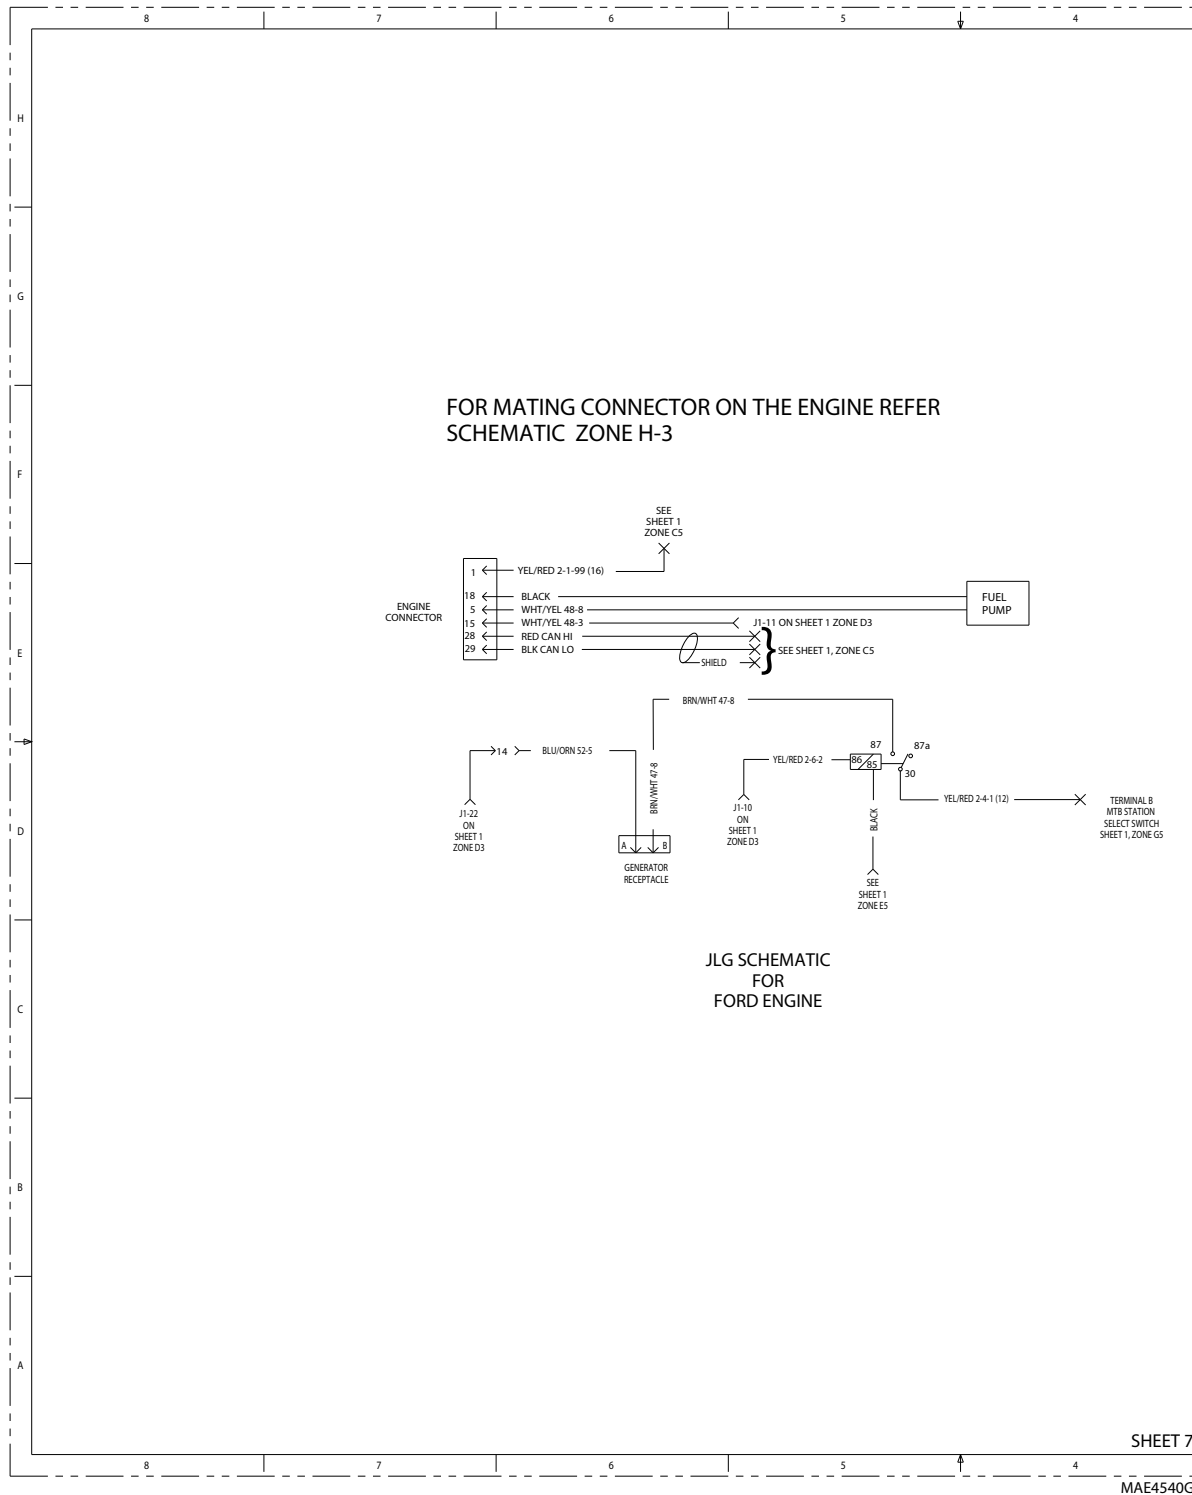 8 7 6 5 4
H
G
F
E
D
C
B
A
FOR MATING CONNECTOR ON THE ENGINE REFER
SCHEMATIC ZONE H-3
SEE
SHEET 1
ZONE C5
ENGINE
CONNECTOR
1 YEL/RED 2-1-99 (16)
18 BLACK
5 WHT/YEL 48-8
15 WHT/YEL 48-3
28 RED CAN HI
29 BLK CAN LO
SHIELD
FUEL
PUMP
J1-11 ON SHEET 1 ZONE D3
SEE SHEET 1, ZONE C5
BRN/WHT 47-8
14 BLU/ORN 52-5
BRN/WHT 47-8
J1-22
ON
SHEET 1
ZONE D3
A B
GENERATOR
RECEPTACLE
YEL/RED 2-6-2
J1-10
ON
SHEET 1
ZONE D3
86
85
87
87a
30
BLACK
SEE
SHEET 1
ZONE E5
YEL/RED 2-4-1 (12)
TERMINAL B
MTB STATION
SELECT SWITCH
SHEET 1, ZONE G5
JLG SCHEMATIC
FOR
FORD ENGINE
SHEET 7
8 7 6 5 4
MAE4540G